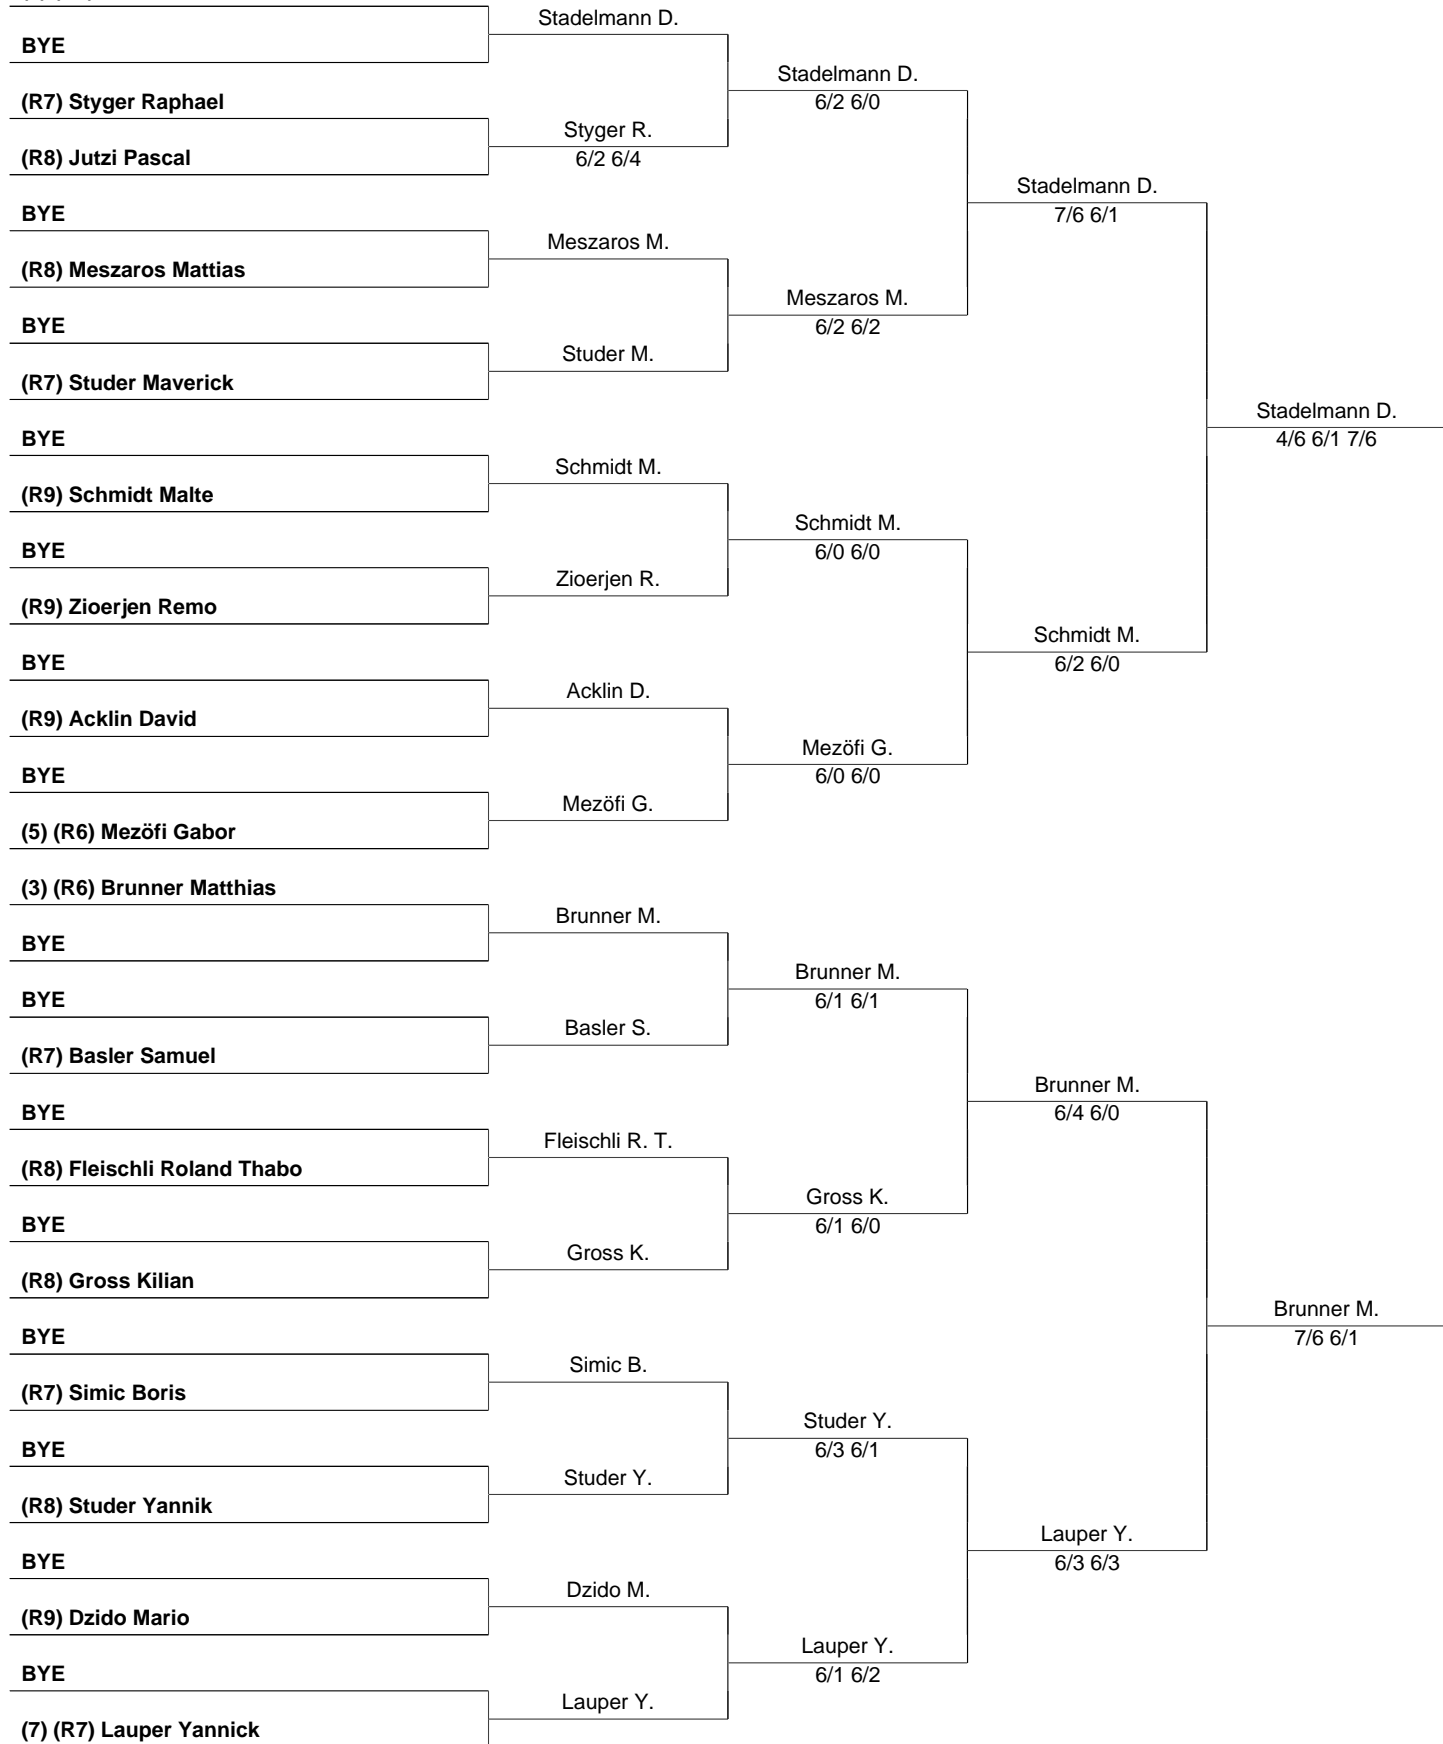 BYE
(R7) Styger Raphael
(R8) Jutzi Pascal
BYE
(R8) Meszaros Mattias
BYE
(R7) Studer Maverick
BYE
(R9) Schmidt Malte
BYE
(R9) Zioerjen Remo
BYE
(R9) Acklin David
BYE
(5) (R6) Mezöfi Gabor
(3) (R6) Brunner Matthias
BYE
BYE
(R7) Basler Samuel
BYE
(R8) Fleischli Roland Thabo
BYE
(R8) Gross Kilian
BYE
(R7) Simic Boris
BYE
(R8) Studer Yannik
BYE
(R9) Dzido Mario
BYE
(7) (R7) Lauper Yannick
Stadelmann D.
Styger R.
6/2 6/4
Meszaros M.
Studer M.
Schmidt M.
Zioerjen R.
Acklin D.
Mezöfi G.
Brunner M.
Basler S.
Fleischli R. T.
Gross K.
Simic B.
Studer Y.
Dzido M.
Lauper Y.
Stadelmann D.
6/2 6/0
Meszaros M.
6/2 6/2
Schmidt M.
6/0 6/0
Mezöfi G.
6/0 6/0
Brunner M.
6/1 6/1
Gross K.
6/1 6/0
Studer Y.
6/3 6/1
Lauper Y.
6/1 6/2
Stadelmann D.
7/6 6/1
Schmidt M.
6/2 6/0
Brunner M.
6/4 6/0
Lauper Y.
6/3 6/3
Stadelmann D.
4/6 6/1 7/6
Brunner M.
7/6 6/1